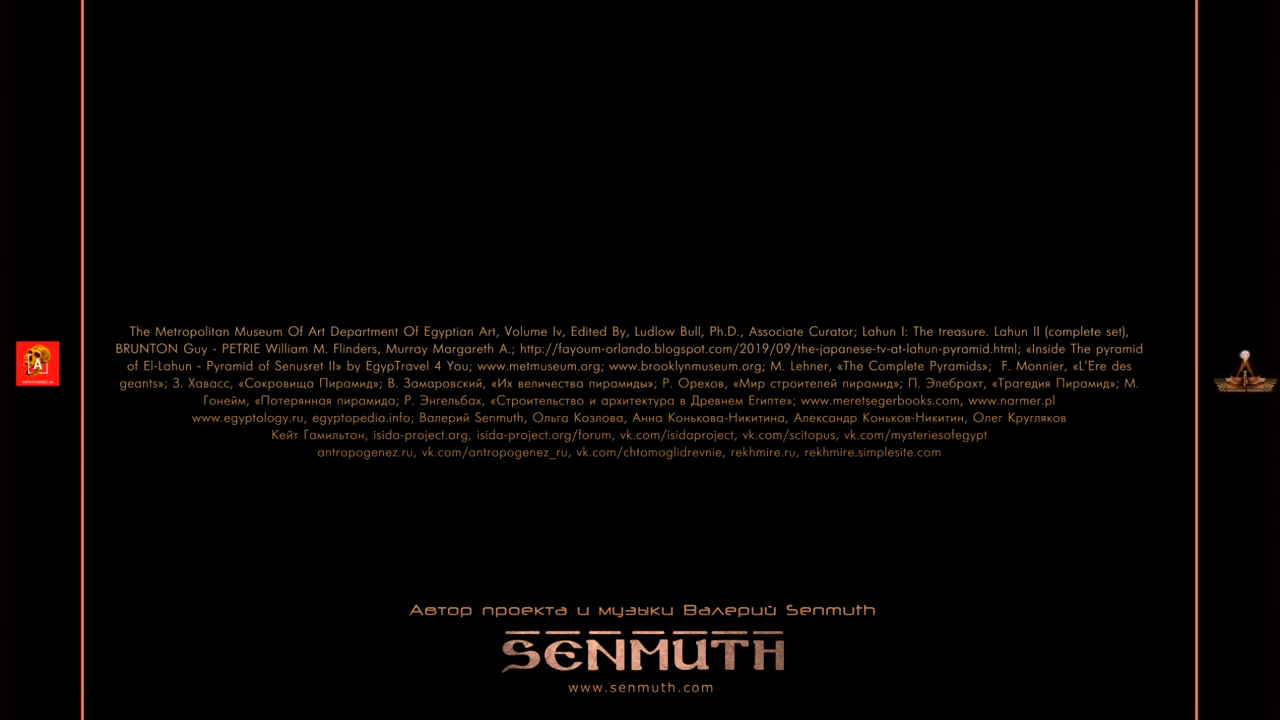 The Metropolitan Museum Of Art Department Of Egyptian Art, Volume Iv, Edited By, Ludlow Bull, Ph.D., Associate Curator; Lahun I: The treasure. Lahun II (complete set),
BRUNTON Guy - PETRIE William M. Flinders, Murray Margareth A.; http://fayoum-orlando.blogspot.com/2019/09/the-japanese-tv-at-lahun-pyramid.html; «Inside The pyramid
of El-Lahun - Pyramid of Senusret II» by EgypTravel 4 You; www.metmuseum.org; www.brooklynmuseum.org; M. Lehner, «The Complete Pyramids»; F. Monnier, «L'Ere des
geants»; З. Хавасс, «Сокровища Пирамид»; В. Замаровский, «Их величества пирамиды»; Р. Орехов, «Мир строителей пирамид»; П. Элебрахт, «Трагедия Пирамид»; М.
Гонейм, «Потерянная пирамида; Р. Энгельбах, «Строительство и архитектура в Древнем Египте»; www.meretsegerbooks.com, www.narmer.pl
www.egyptology.ru, egyptopedia.info; Валерий Senmuth, Ольга Козлова, Анна Конькова-Никитина, Александр Коньков-Никитин, Олег Кругляков
Кейт Гамильтон, isida-project.org, isida-project.org/forum, vk.com/isidaproject, vk.com/scitopus, vk.com/mysteriesofegypt
antropogenez.ru, vk.com/antropogenez_ru, vk.com/chtomoglidrevnie, rekhmire.ru, rekhmire.simplesite.com
Автор проекта и музыки Валерий Senmuth
SENMUTH
www.senmuth.com